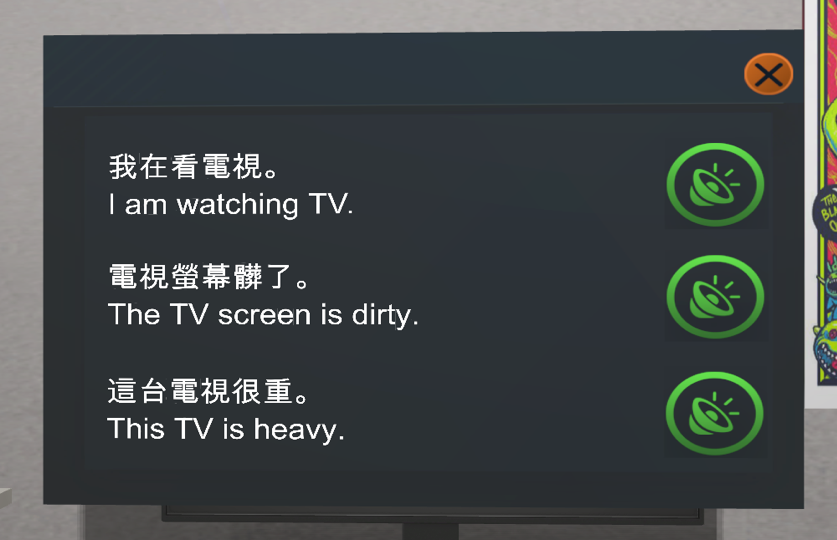 我在看電視。
I am watching TV.
電視螢幕髒了。
The TV screen is dirty.
這台電視很重。
This TV is heavy.